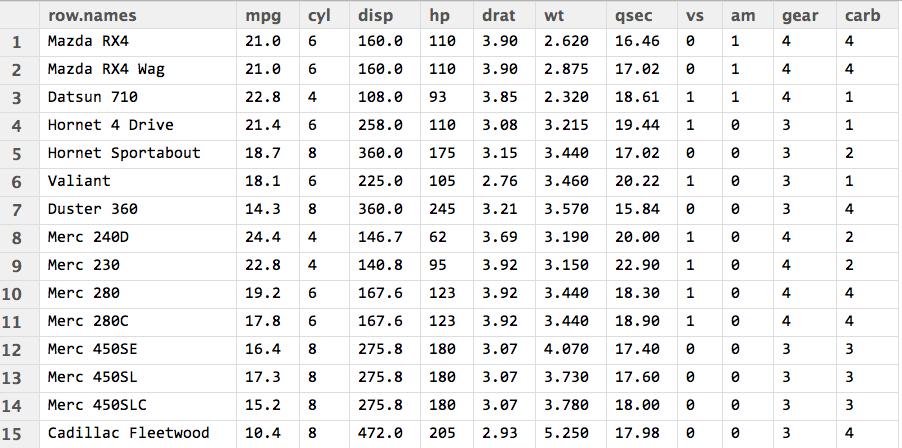 row.names mpg cyl disp hp drat wt qsec vs am gear carb
1 Mazda RX4 21.0 6 160.0 110 3.90 2.620 16.46 0 1 4 4
2 Mazda RX4 Wag 21.0 6 160.0 110 3.90 2.875 17.02 0 1 4 4
3 Datsun 710 22.8 4 108.0 93 3.85 2.320 18.61 1 1 4 1
4 Hornet 4 Drive 21.4 6 258.0 110 3.08 3.215 19.44 1 0 3 1
5 Hornet Sportabout 18.7 8 360.0 175 3.15 3.440 17.02 0 0 3 2
6 Valiant 18.1 6 225.0 105 2.76 3.460 20.22 1 0 3 1
7 Duster 360 14.3 8 360.0 245 3.21 3.570 15.84 0 0 3 4
8 Merc 240D 24.4 4 146.7 62 3.69 3.190 20.00 1 0 4 2
9 Merc 230 22.8 4 140.8 95 3.92 3.150 22.90 1 0 4 2
10 Merc 280 19.2 6 167.6 123 3.92 3.440 18.30 1 0 4 4
11 Merc 280C 17.8 6 167.6 123 3.92 3.440 18.90 1 0 4 4
12 Merc 450SE 16.4 8 275.8 180 3.07 4.070 17.40 0 0 3 3
13 Merc 450SL 17.3 8 275.8 180 3.07 3.730 17.60 0 0 3 3
14 Merc 450SLC 15.2 8 275.8 180 3.07 3.780 18.00 0 0 3 3
15 Cadillac Fleetwood 10.4 8 472.0 205 2.93 5.250 17.98 0 0 3 4